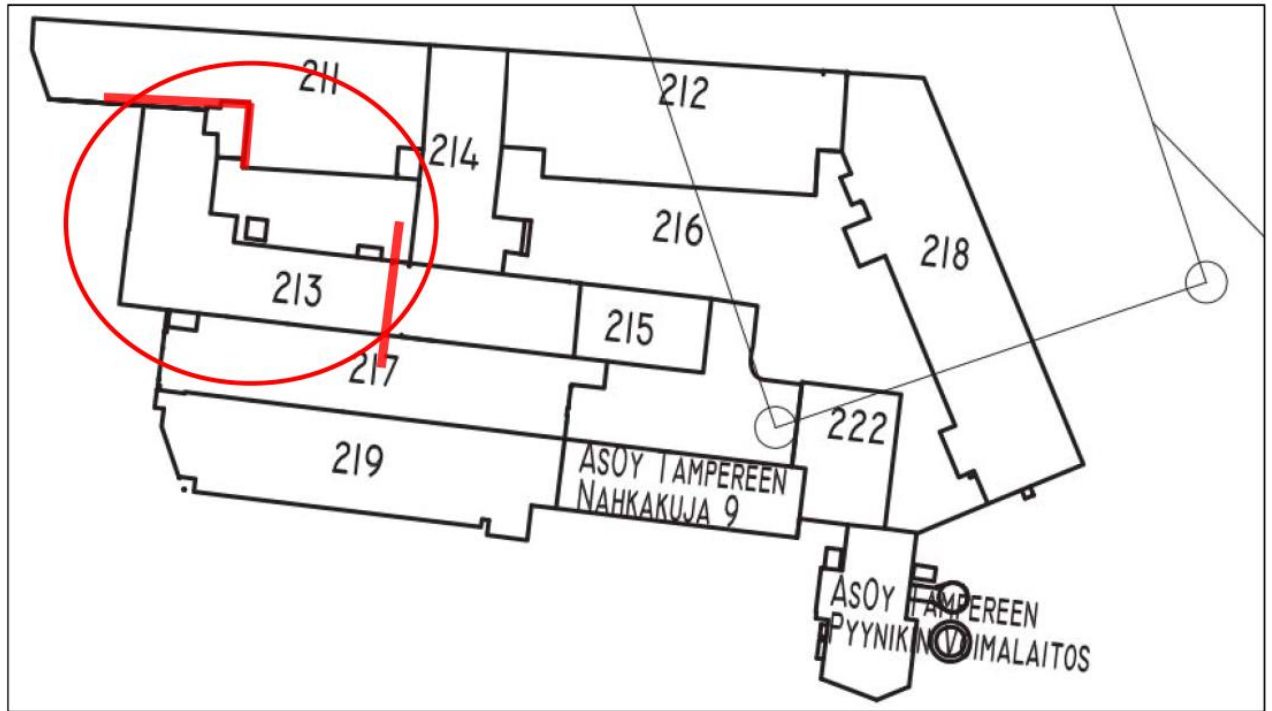 211
212
214
216
218
213
215
217
222
219
AsOy Tampereen
Nahkakuja 9
AsOy Tampereen
Pyynikin Voimalaitos